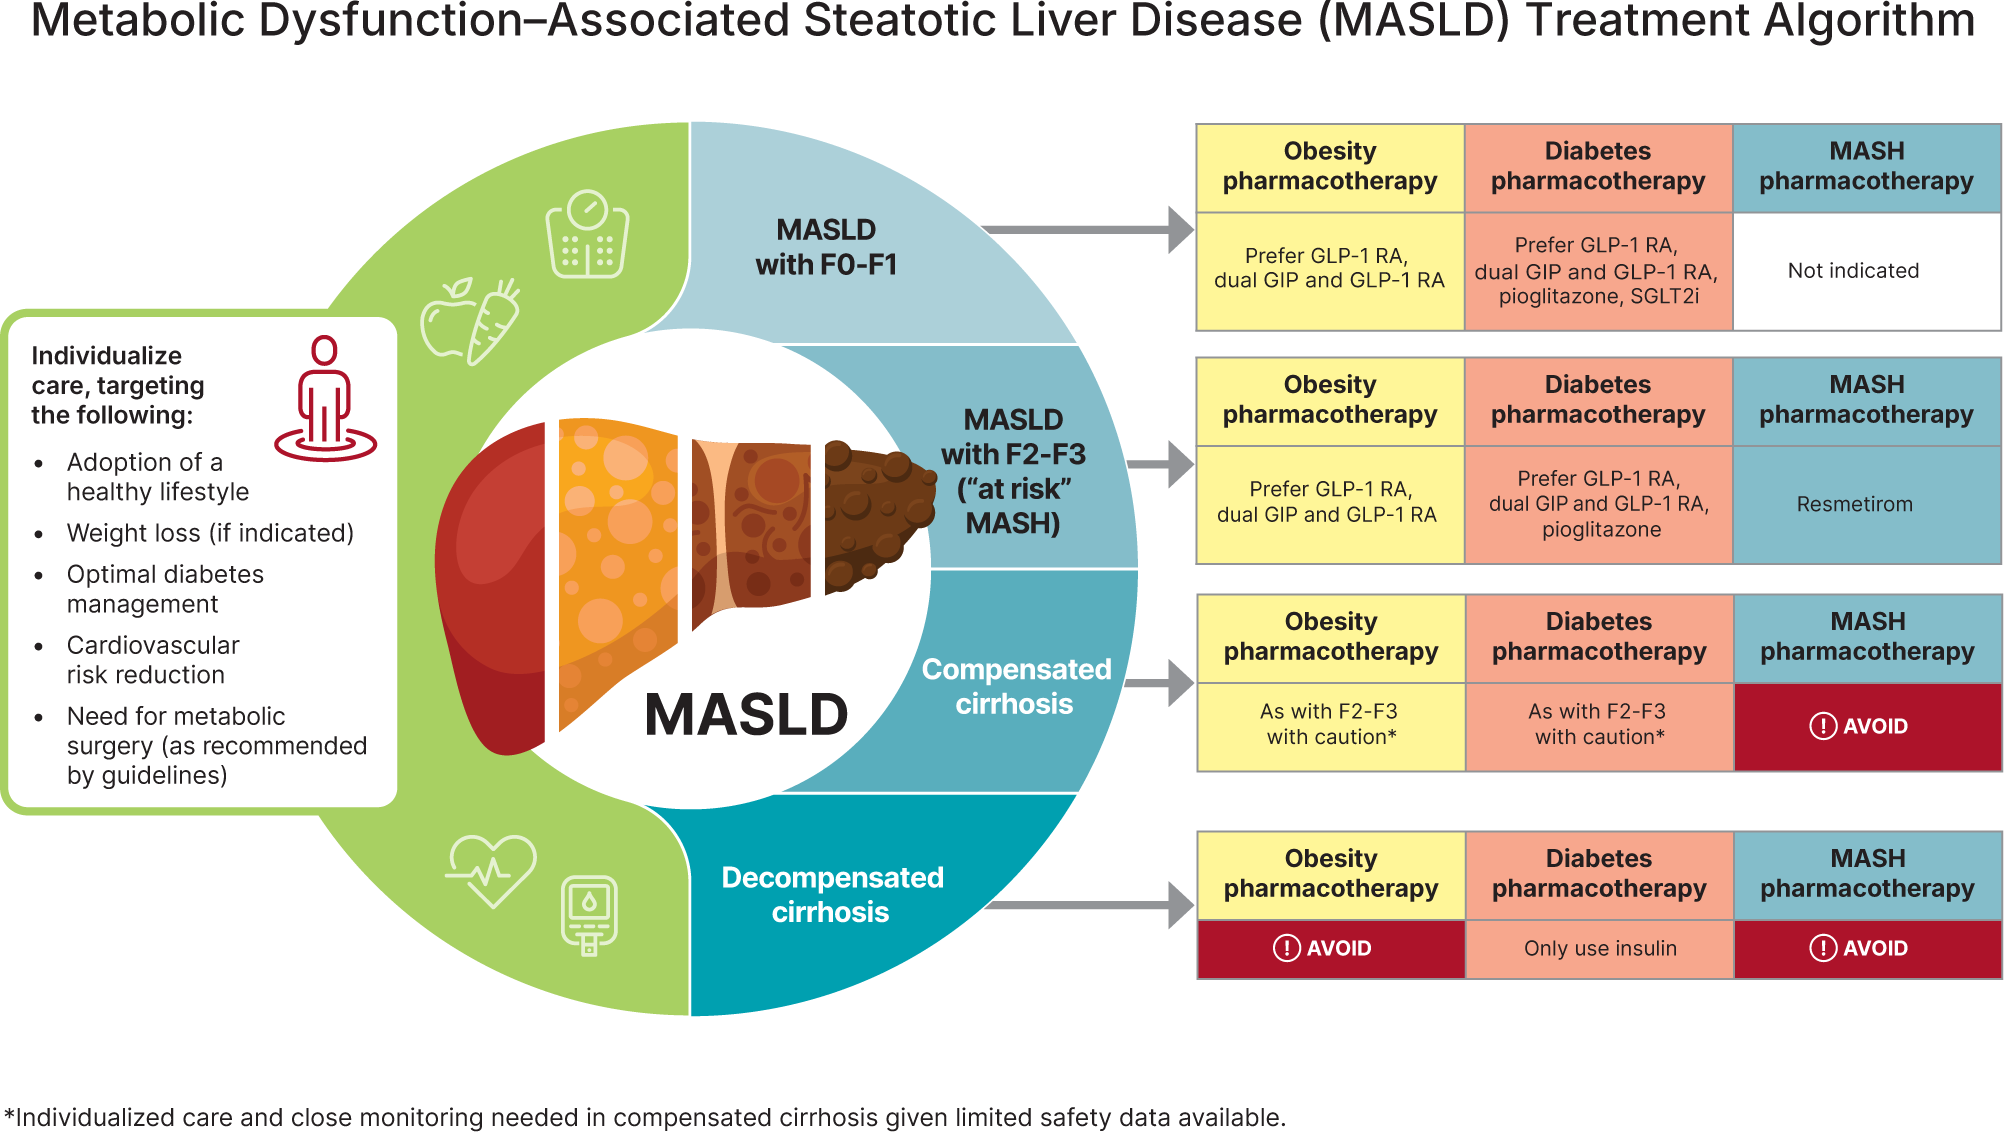 Metabolic Dysfunction–Associated Steatotic Liver Disease (MASLD) Treatment Algorithm
Individualize
care, targeting
the following:
• Adoption of a
healthy lifestyle
• Weight loss (if indicated)
• Optimal diabetes
management
• Cardiovascular
risk reduction
• Need for metabolic
surgery (as recommended
by guidelines)
MASLD
MASLD
with F0-F1
Obesity
pharmacotherapy
Diabetes
pharmacotherapy
MASH
pharmacotherapy
Prefer GLP-1 RA,
dual GIP and GLP-1 RA
Prefer GLP-1 RA,
dual GIP and GLP-1 RA,
pioglitazone, SGLT2i
Not indicated
MASLD
with F2-F3
(“at risk”
MASH)
Obesity
pharmacotherapy
Diabetes
pharmacotherapy
MASH
pharmacotherapy
Prefer GLP-1 RA,
dual GIP and GLP-1 RA
Prefer GLP-1 RA,
dual GIP and GLP-1 RA,
pioglitazone
Resmetirom
Compensated
cirrhosis
Obesity
pharmacotherapy
Diabetes
pharmacotherapy
MASH
pharmacotherapy
As with F2-F3
with caution*
As with F2-F3
with caution*
! AVOID
Decompensated
cirrhosis
Obesity
pharmacotherapy
Diabetes
pharmacotherapy
MASH
pharmacotherapy
! AVOID
Only use insulin
! AVOID
*Individualized care and close monitoring needed in compensated cirrhosis given limited safety data available.